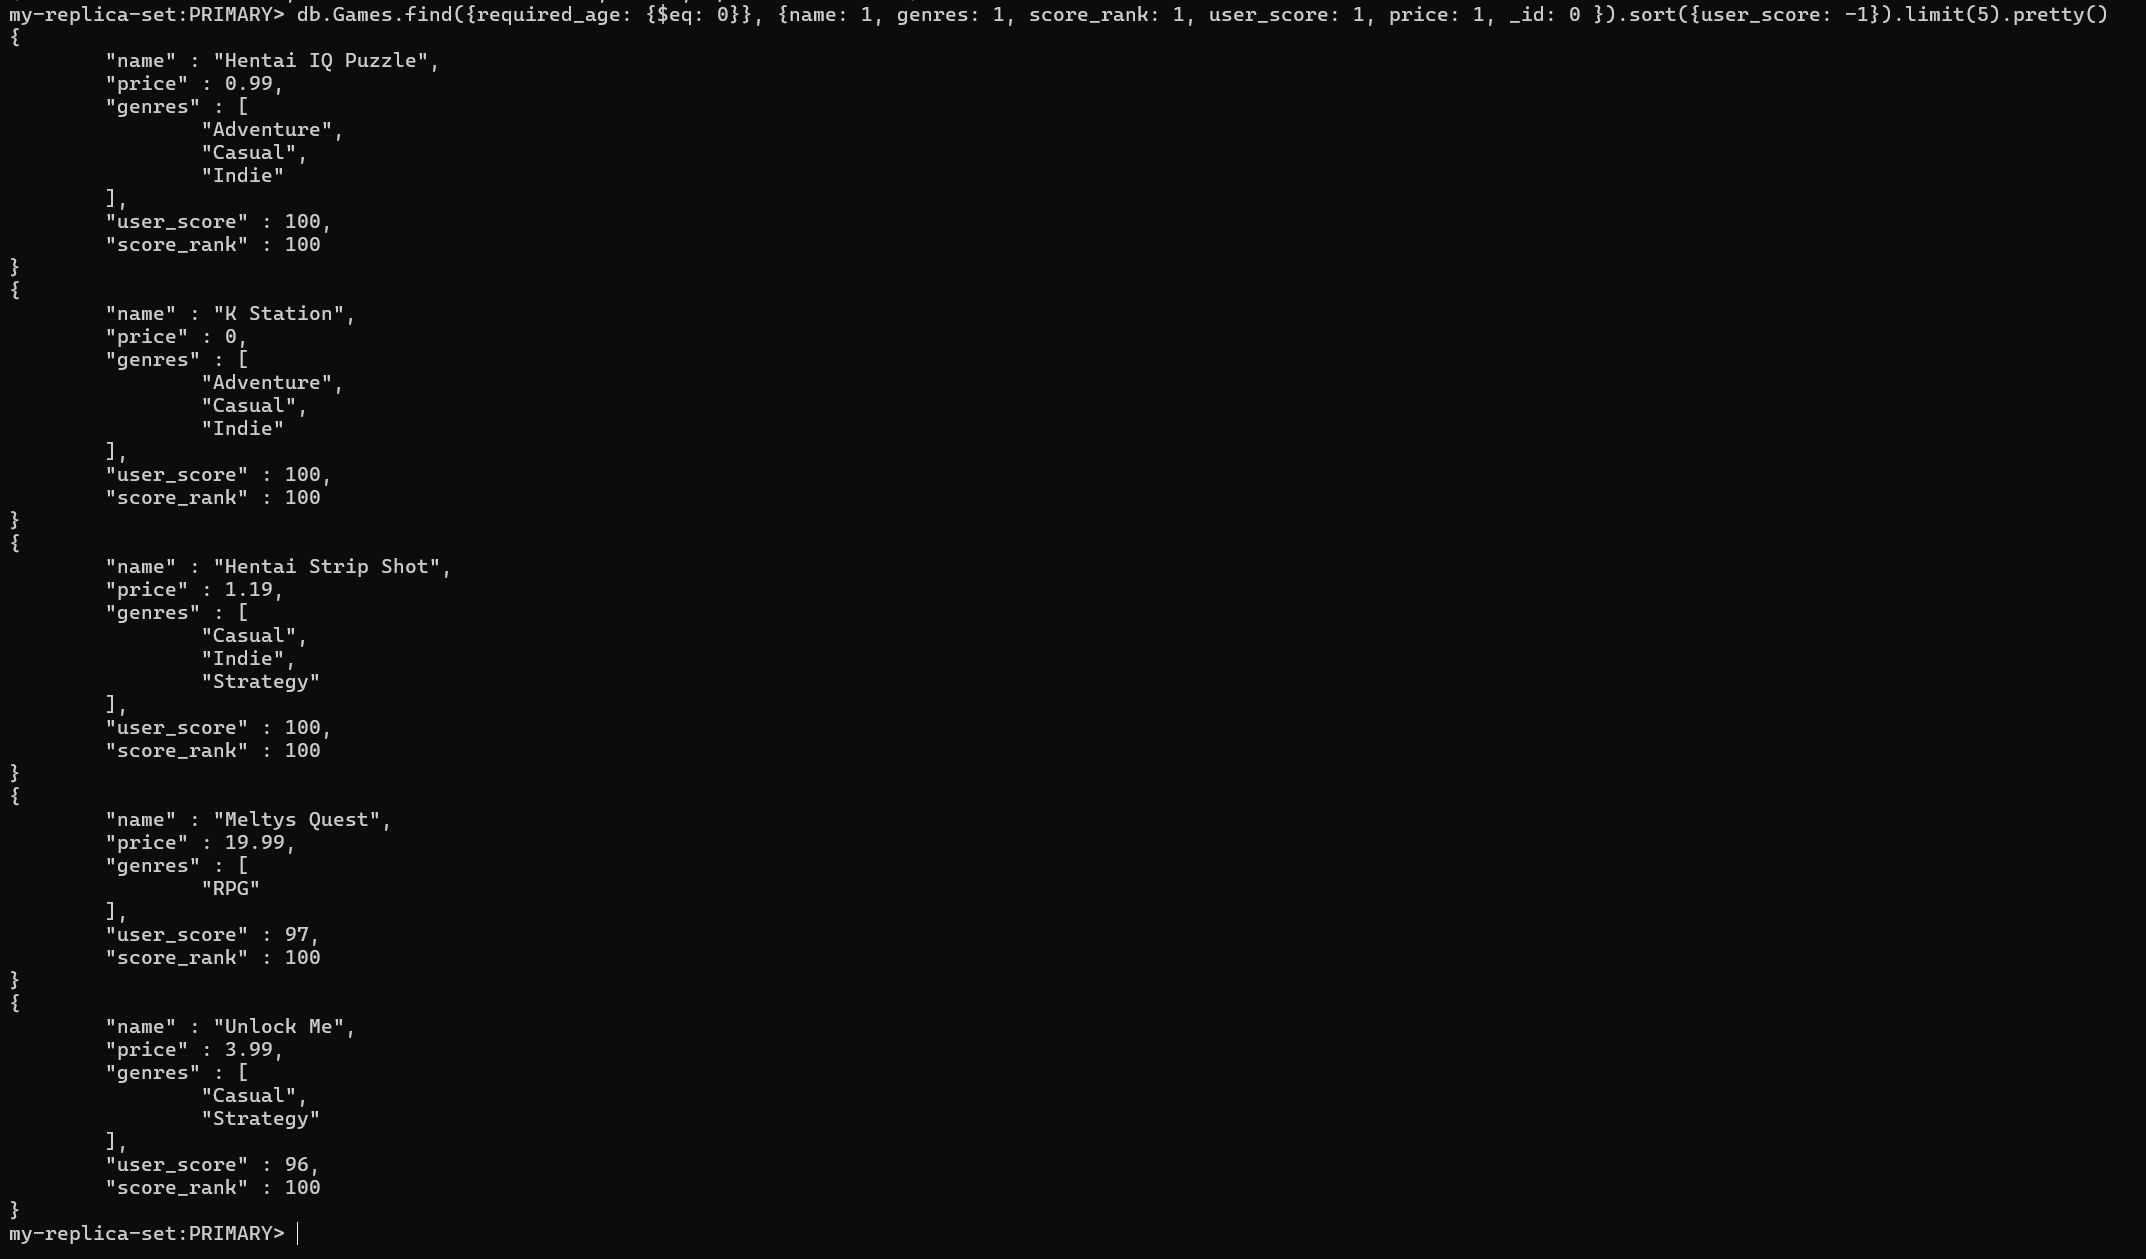 my-replica-set:PRIMARY> db.Games.find({required_age: {$eq: 0}}, {name: 1, genres: 1, score_rank: 1, user_score: 1, price: 1, _id: 0 }).sort({user_score: -1}).limit(5).pretty()
{
        "name" : "Hentai IQ Puzzle",
        "price" : 0.99,
        "genres" : [
                "Adventure",
                "Casual",
                "Indie"
        ],
        "user_score" : 100,
        "score_rank" : 100
}
{
        "name" : "K Station",
        "price" : 0,
        "genres" : [
                "Adventure",
                "Casual",
                "Indie"
        ],
        "user_score" : 100,
        "score_rank" : 100
}
{
        "name" : "Hentai Strip Shot",
        "price" : 1.19,
        "genres" : [
                "Casual",
                "Indie",
                "Strategy"
        ],
        "user_score" : 100,
        "score_rank" : 100
}
{
        "name" : "Meltys Quest",
        "price" : 19.99,
        "genres" : [
                "RPG"
        ],
        "user_score" : 97,
        "score_rank" : 100
}
{
        "name" : "Unlock Me",
        "price" : 3.99,
        "genres" : [
                "Casual",
                "Strategy"
        ],
        "user_score" : 96,
        "score_rank" : 100
}
my-replica-set:PRIMARY>